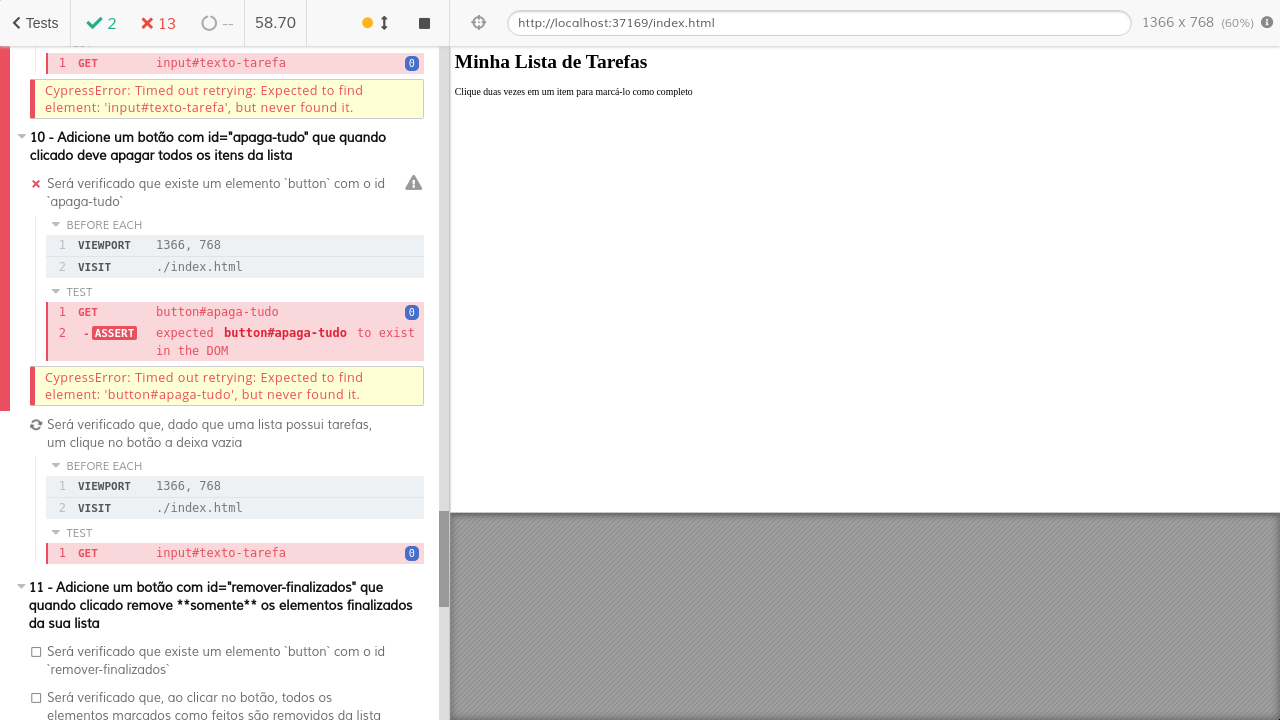 Tests
2
13
--
58.70
http://localhost:37169/index.html
1366 x 768 (60%)
1 GET input#texto-tarefa 0
CypressError: Timed out retrying: Expected to find
element: 'input#texto-tarefa', but never found it.
10 - Adicione um botão com id="apaga-tudo" que quando
clicado deve apagar todos os itens da lista
Será verificado que existe um elemento `button` com o id
`apaga-tudo`
BEFORE EACH
1 VIEWPORT 1366, 768
2 VISIT ./index.html
TEST
1 GET button#apaga-tudo 0
2 -ASSERT expected button#apaga-tudo to exist
in the DOM
CypressError: Timed out retrying: Expected to find
element: 'button#apaga-tudo', but never found it.
Será verificado que, dado que uma lista possui tarefas,
um clique no botão a deixa vazia
BEFORE EACH
1 VIEWPORT 1366, 768
2 VISIT ./index.html
TEST
1 GET input#texto-tarefa 0
11 - Adicione um botão com id="remover-finalizados" que
quando clicado remove **somente** os elementos finalizados
da sua lista
Será verificado que existe um elemento `button` com o id
`remover-finalizados`
Será verificado que, ao clicar no botão, todos os
elementos marcados como feitos são removidos da lista
Minha Lista de Tarefas
Clique duas vezes em um item para marcá-lo como completo